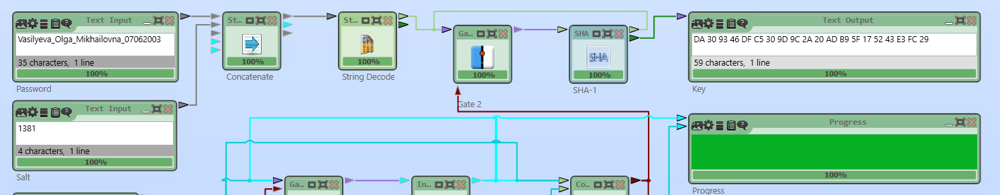 Text Input
Vasilyeva_Olga_Mikhailovna_07062003
35 characters, 1 line
100%
Password
St...
100%
Concatenate
St...
100%
String Decode
Ga...
100%
Gate 2
SHA
SHA
100%
SHA-1
Text Output
DA 30 93 46 DF C5 30 9D 9C 2A 20 AD B9 5F 17 52 43 E3 FC 29
59 characters, 1 line
100%
Key
Text Input
1381
4 characters, 1 line
100%
Salt
Progress
100%
Progress
Ga...
In...
Co...